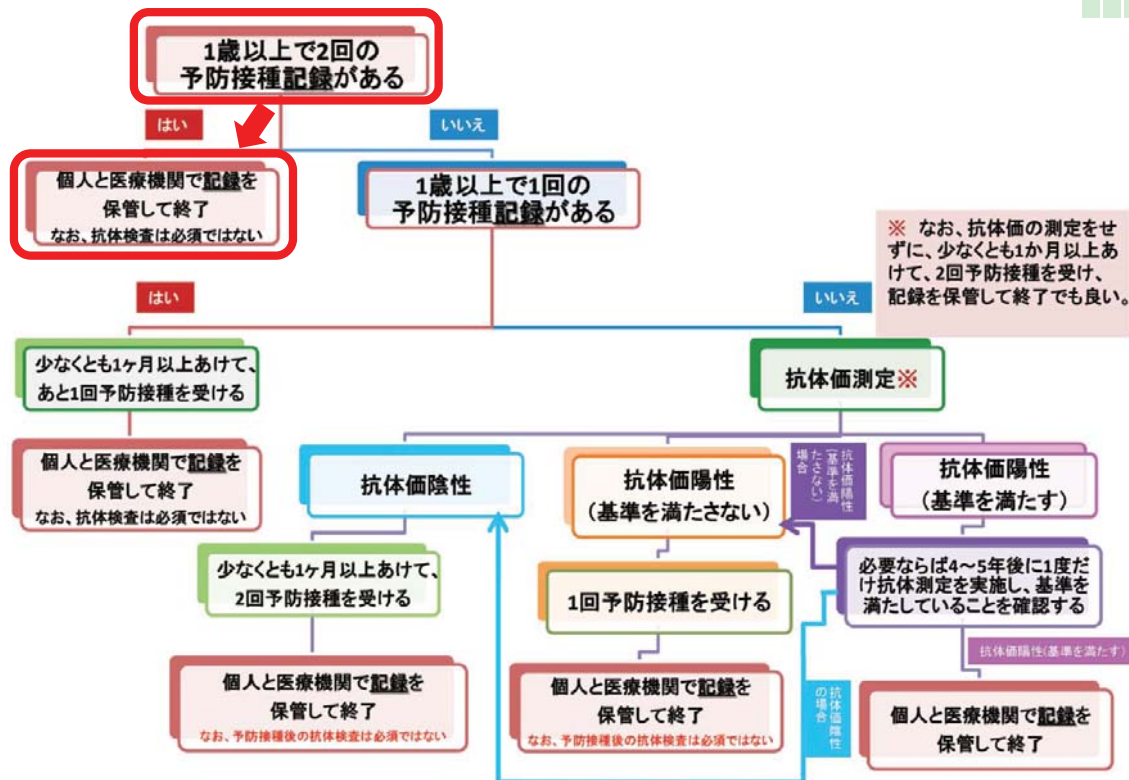 1歳以上で2回の
予防接種記録がある
はい
いいえ
個人と医療機関で記録を
保管して終了
なお、抗体検査は必須ではない
1歳以上で1回の
予防接種記録がある
※ なお、抗体価の測定をせ
ずに、少なくとも1か月以上あ
けて、2回予防接種を受け、
記録を保管して終了でも良い。
はい
いいえ
少なくとも1ヶ月以上あけて、
あと1回予防接種を受ける
抗体価測定※
個人と医療機関で記録を
保管して終了
なお、抗体検査は必須ではない
抗体価陰性
抗体価陽性
(基準を満たさない)
抗体価陽性
(基準を満
たさない)
場合
抗体価陽性
(基準を満たす)
少なくとも1ヶ月以上あけて、
2回予防接種を受ける
1回予防接種を受ける
必要ならば4～5年後に1度だ
け抗体測定を実施し、基準を
満たしていることを確認する
抗体価陽性(基準を満たす)
個人と医療機関で記録を
保管して終了
なお、予防接種後の抗体検査は必須ではない
個人と医療機関で記録を
保管して終了
なお、予防接種後の抗体検査は必須ではない
抗体価陰性
の場合
個人と医療機関で記録を
保管して終了